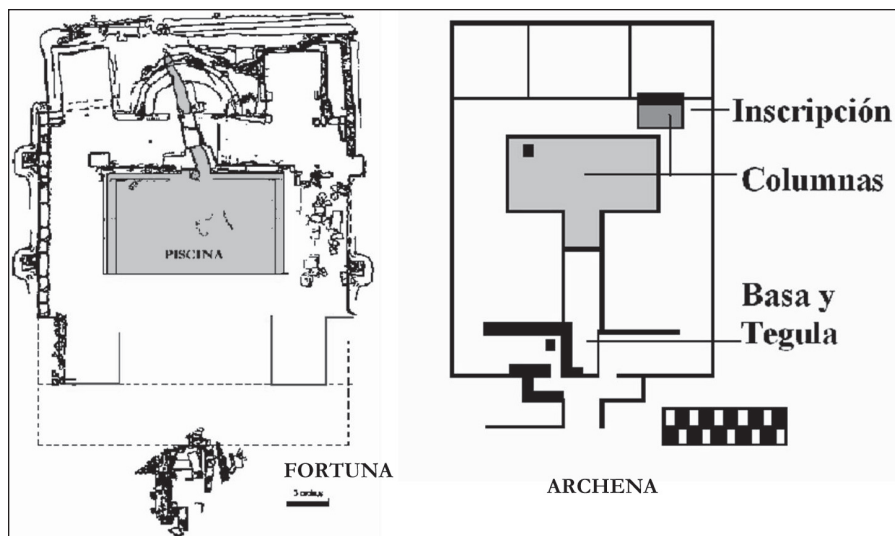 PISCINA
FORTUNA
Inscripción
Columnas
Basa y
Tegula
ARCHENA